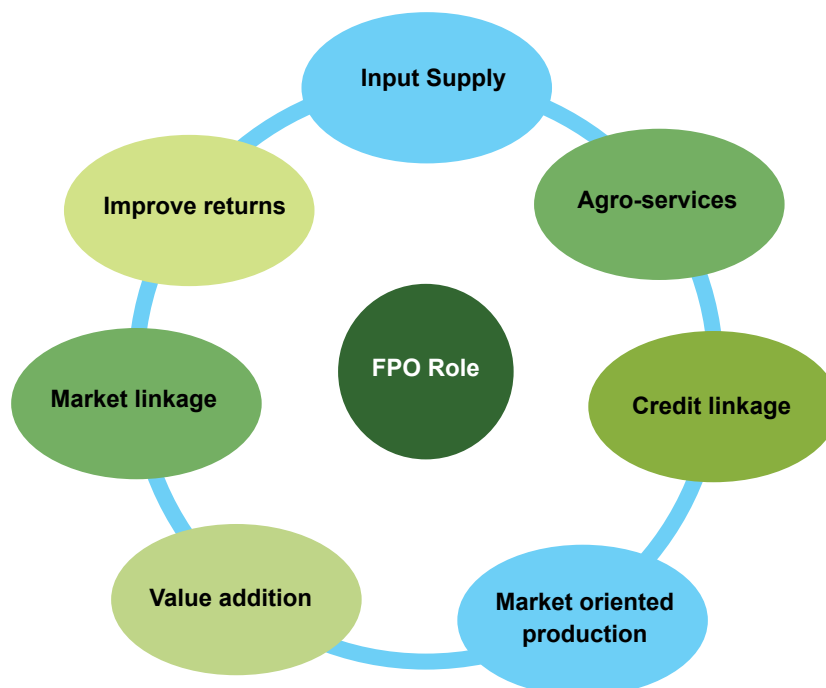 Input Supply
Agro-services
Credit linkage
Market oriented
production
Value addition
Market linkage
Improve returns
FPO Role